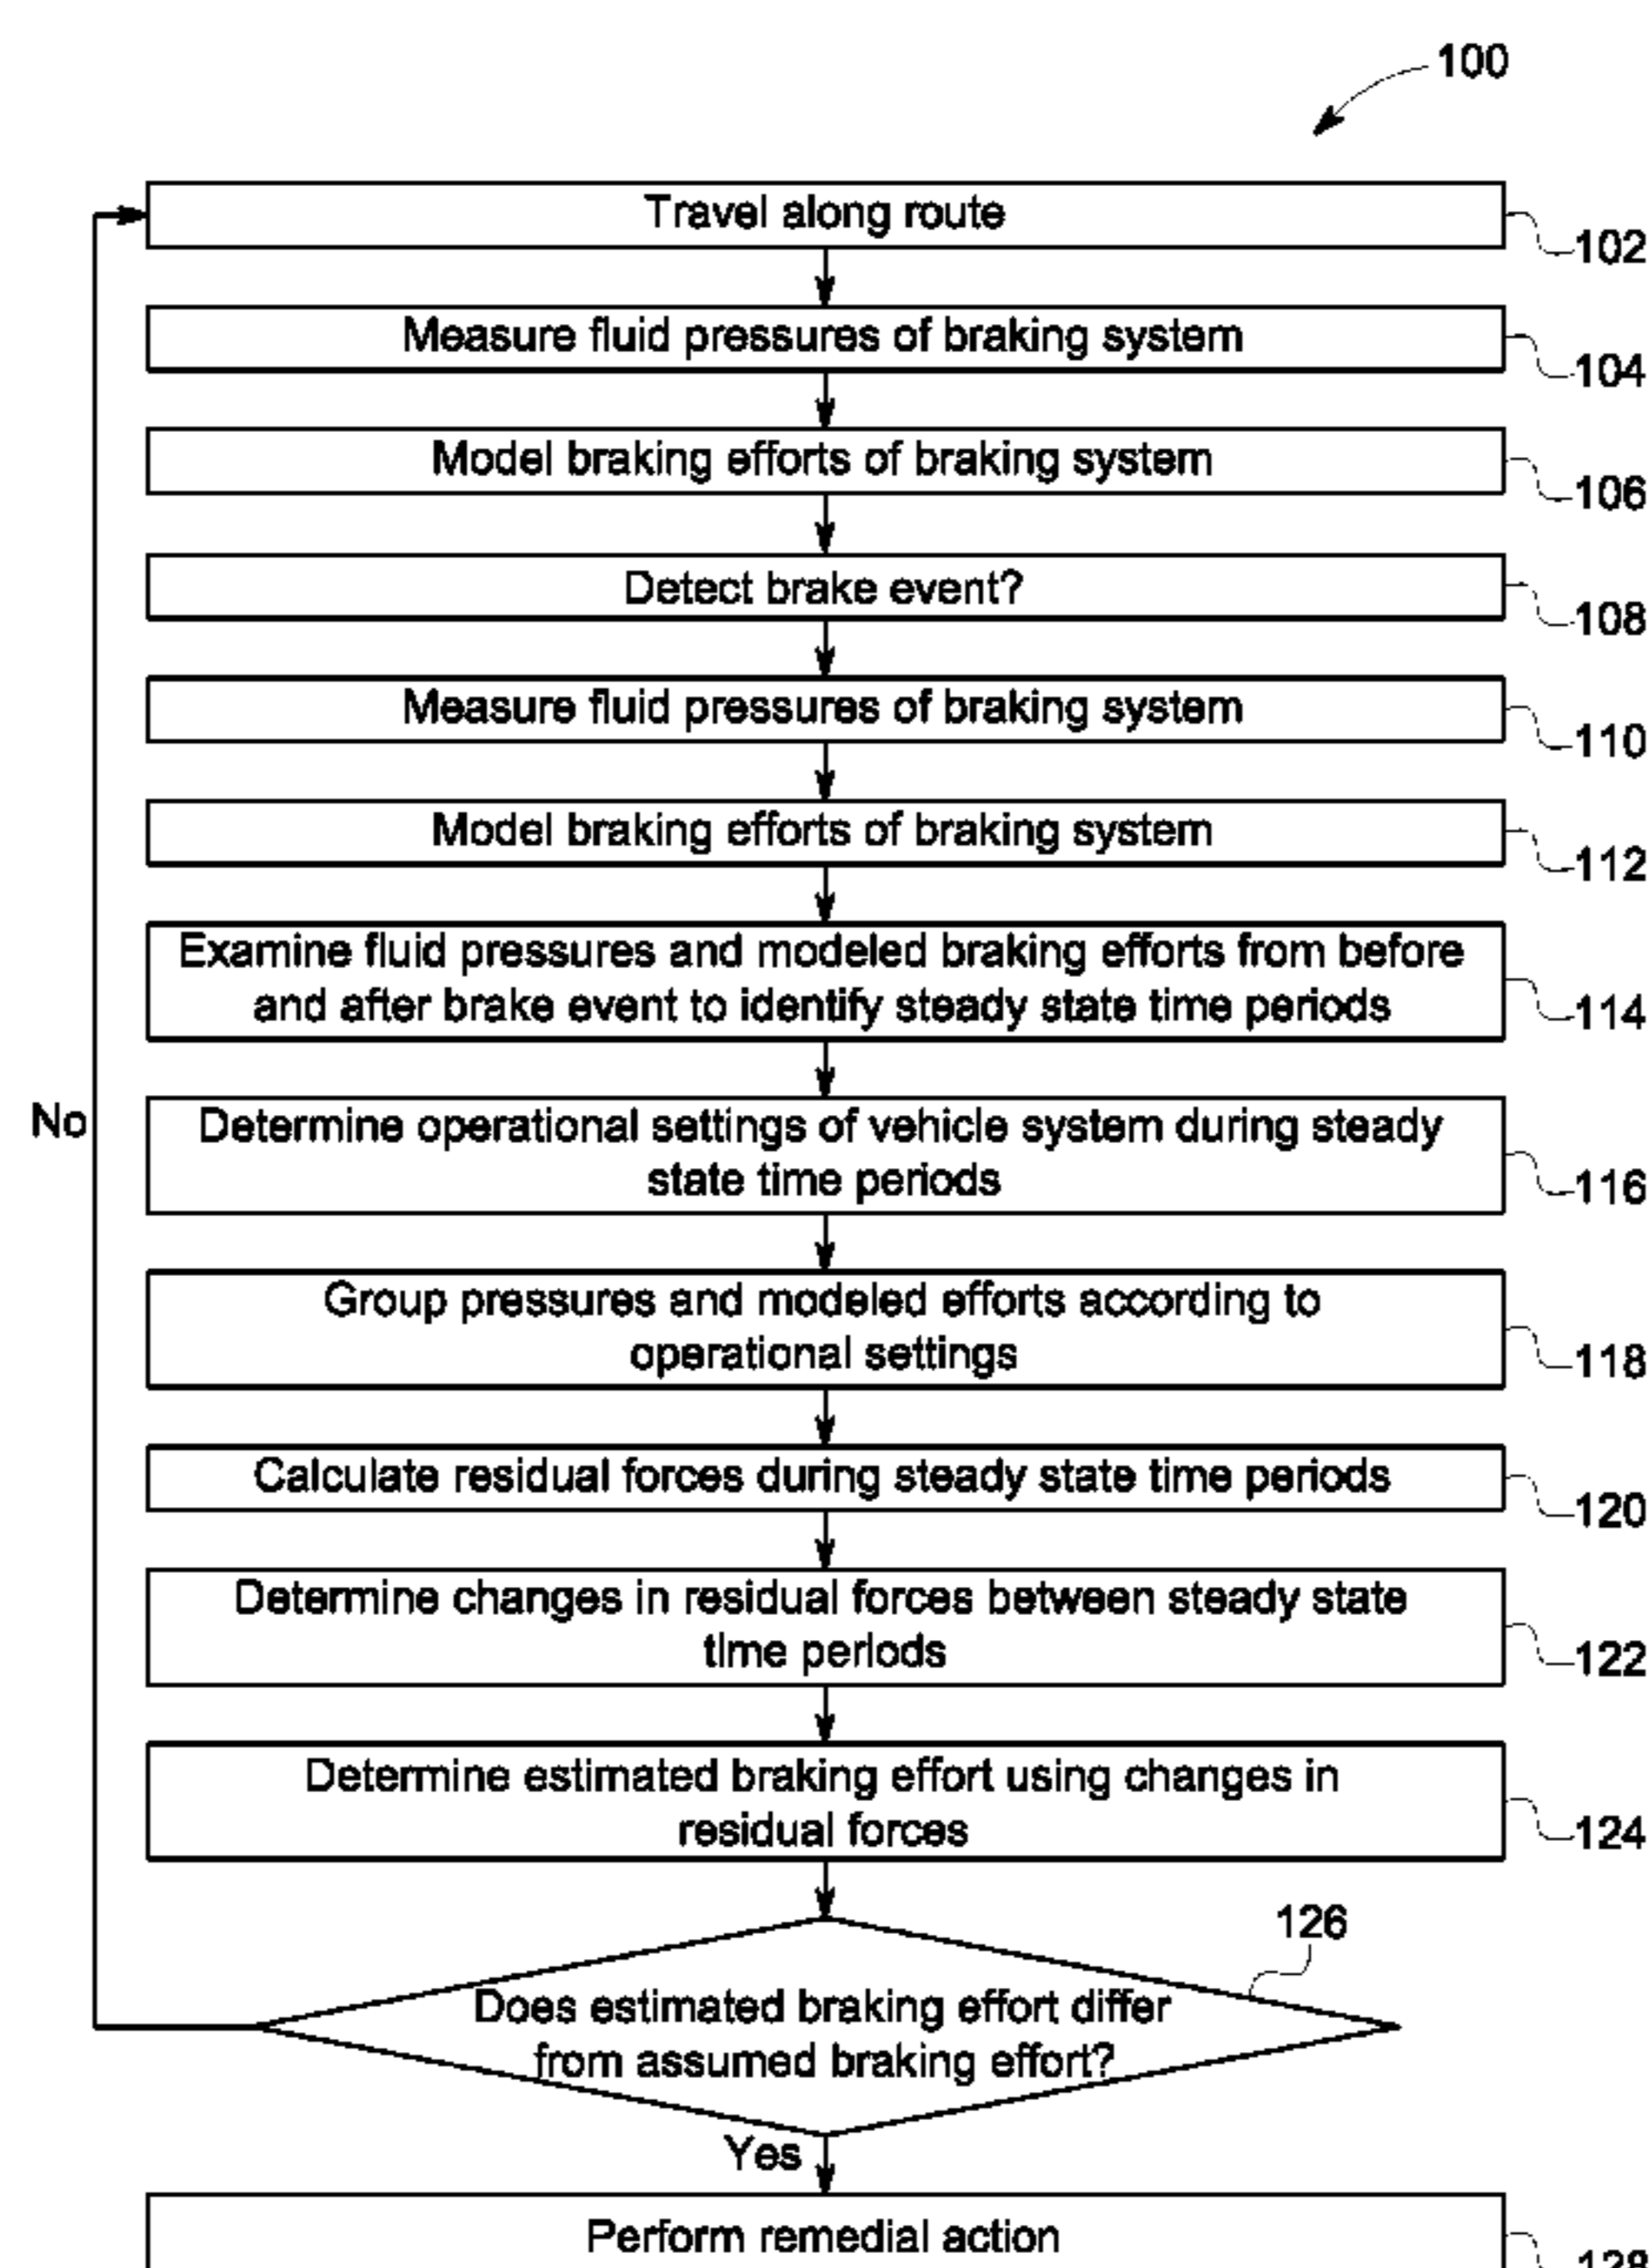 100
Travel along route
102
Measure fluid pressures of braking system
104
Model braking efforts of braking system
106
Detect brake event?
108
Measure fluid pressures of braking system
110
Model braking efforts of braking system
112
Examine fluid pressures and modeled braking efforts from before
and after brake event to identify steady state time periods
114
No
Determine operational settings of vehicle system during steady
state time periods
116
Group pressures and modeled efforts according to
operational settings
118
Calculate residual forces during steady state time periods
120
Determine changes in residual forces between steady state
time periods
122
Determine estimated braking effort using changes in
residual forces
124
126
Does estimated braking effort differ
from assumed braking effort?
Yes
Perform remedial action
128